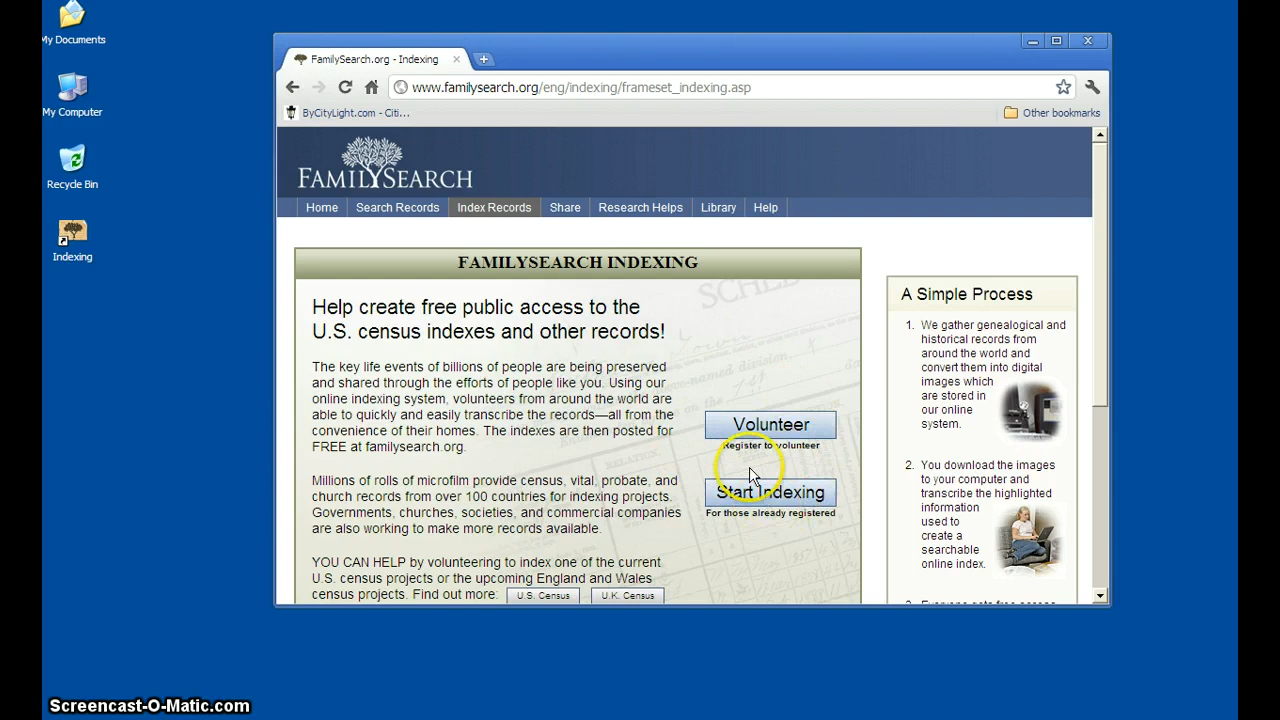 My Documents
My Computer
Recycle Bin
Indexing
FamilySearch.org - Indexing
www.familysearch.org/eng/indexing/frameset_indexing.asp
ByCityLight.com - Citi...
Other bookmarks
FAMILYSEARCH
Home
Search Records
Index Records
Share
Research Helps
Library
Help
FAMILYSEARCH INDEXING
Help create free public access to the
U.S. census indexes and other records!
The key life events of billions of people are being preserved
and shared through the efforts of people like you. Using our
online indexing system, volunteers from around the world are
able to quickly and easily transcribe the records—all from the
convenience of their homes. The indexes are then posted for
FREE at familysearch.org.
Millions of rolls of microfilm provide census, vital, probate, and
church records from over 100 countries for indexing projects.
Governments, churches, societies, and commercial companies
are also working to make more records available.
YOU CAN HELP by volunteering to index one of the current
U.S. census projects or the upcoming England and Wales
census projects. Find out more:
U.S. Census
U.K. Census
Volunteer
Register to volunteer
Start Indexing
For those already registered
A Simple Process
1. We gather genealogical and
historical records from
around the world and
convert them into digital
images which
are stored in
our online
system.
2. You download the images
to your computer and
transcribe the highlighted
information
used to
create a
searchable
online index.
Screencast-O-Matic.com